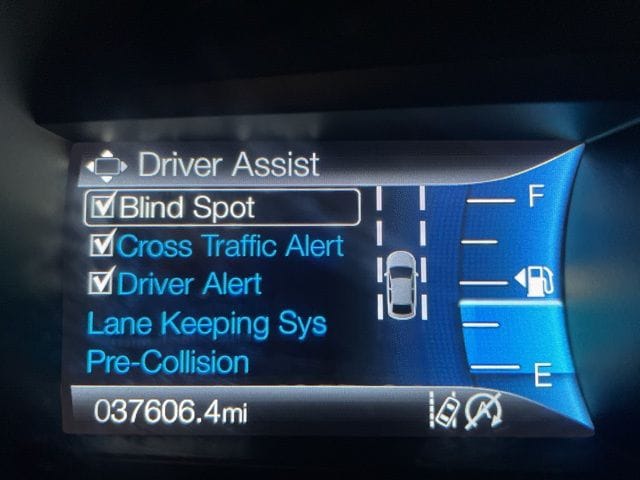 Driver Assist
Blind Spot
Cross Traffic Alert
Driver Alert
Lane Keeping Sys
Pre-Collision
F
E
037606.4mi